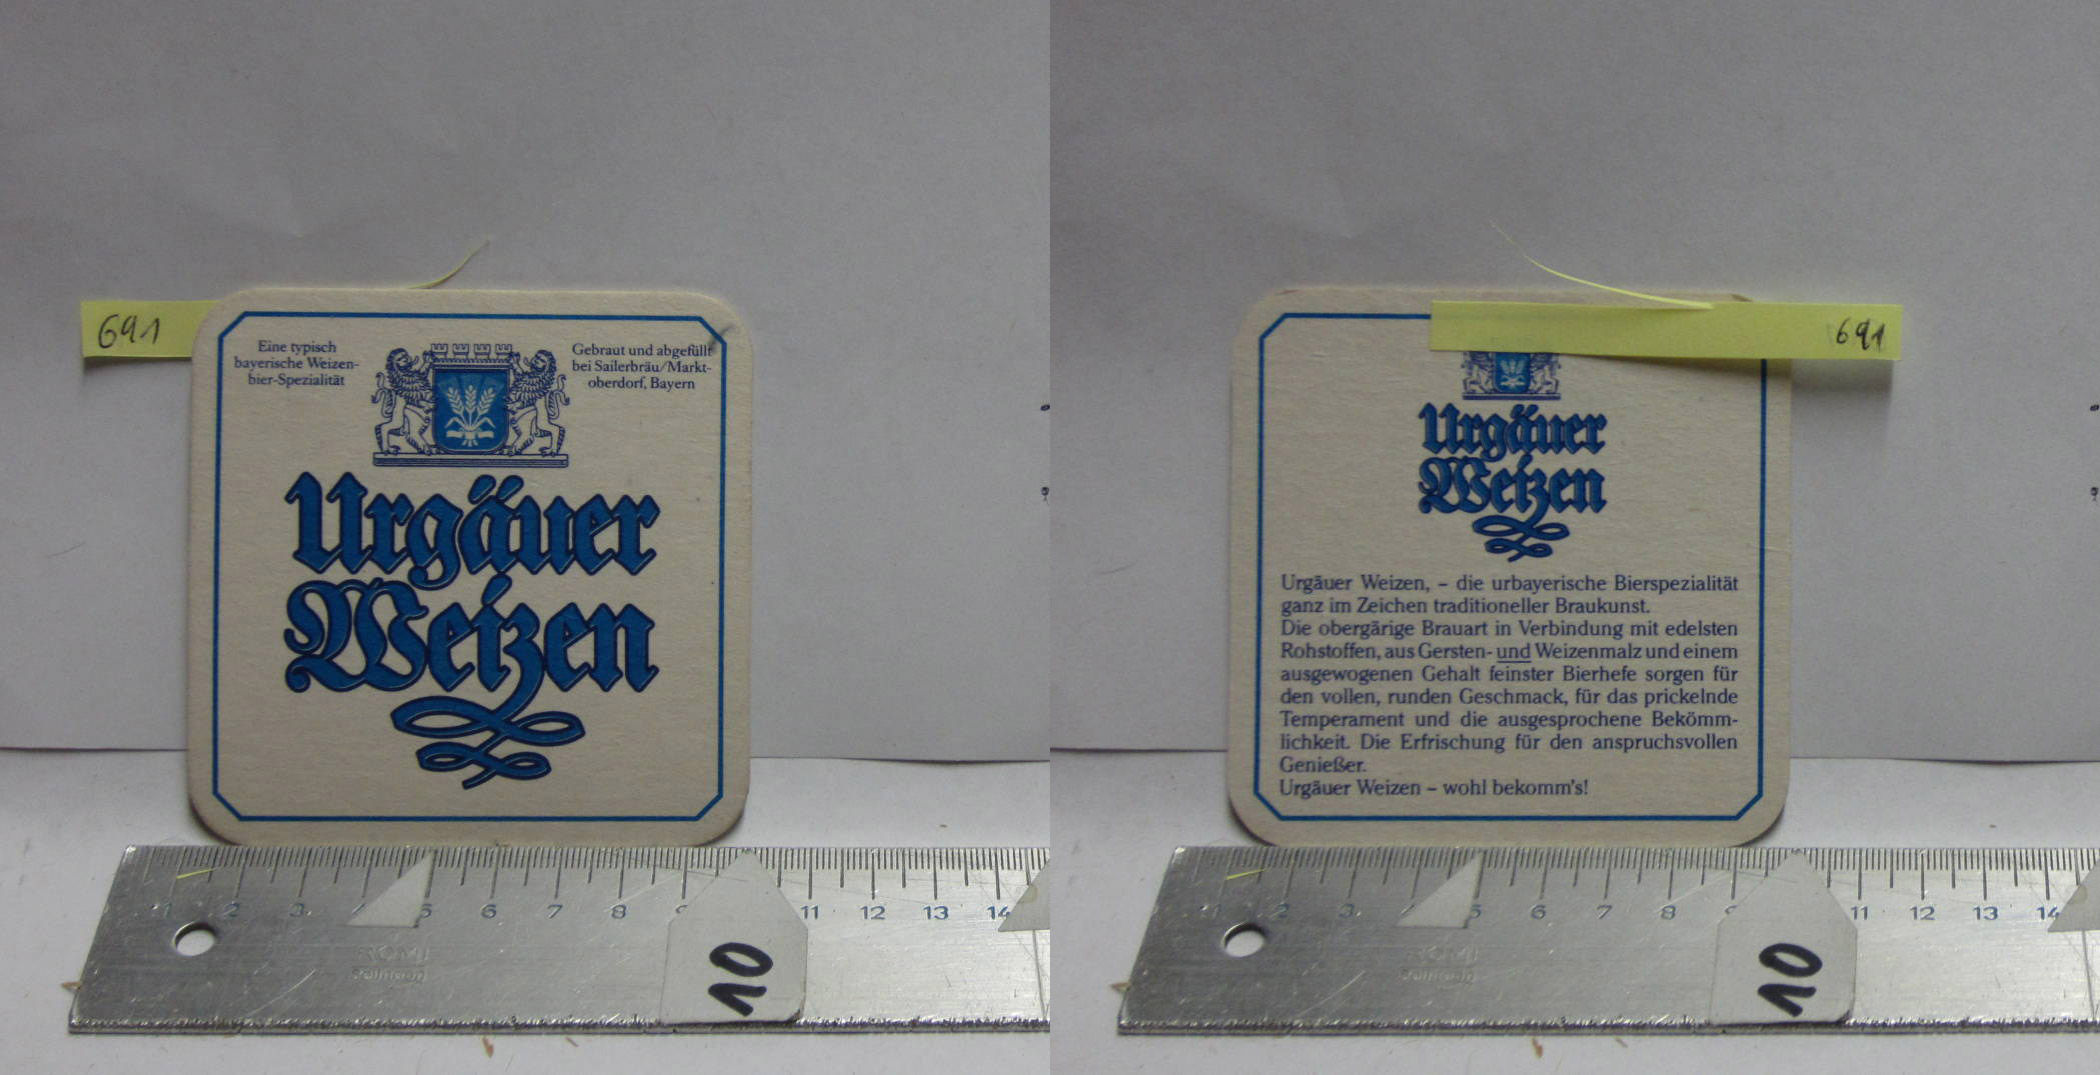 691
Eine typisch
bayerische Weizen-
bier-Spezialität
Gebraut und abgefüllt
bei Sailerbräu/Markt-
oberdorf, Bayern
Urgäuer
Weizen
1 2 3 5 6 7 8 9 11 12 13 14
10
691
Urgäuer
Weizen
Urgäuer Weizen, – die urbayerische Bierspezialität
ganz im Zeichen traditioneller Braukunst.
Die obergärige Brauart in Verbindung mit edelsten
Rohstoffen, aus Gersten- und Weizenmalz und einem
ausgewogenen Gehalt feinster Bierhefe sorgen für
den vollen, runden Geschmack, für das prickelnde
Temperament und die ausgesprochene Bekömm-
lichkeit. Die Erfrischung für den anspruchsvollen
Genießer.
Urgäuer Weizen – wohl bekomm's!
2 3 5 6 7 8 9 11 12 13 14
10